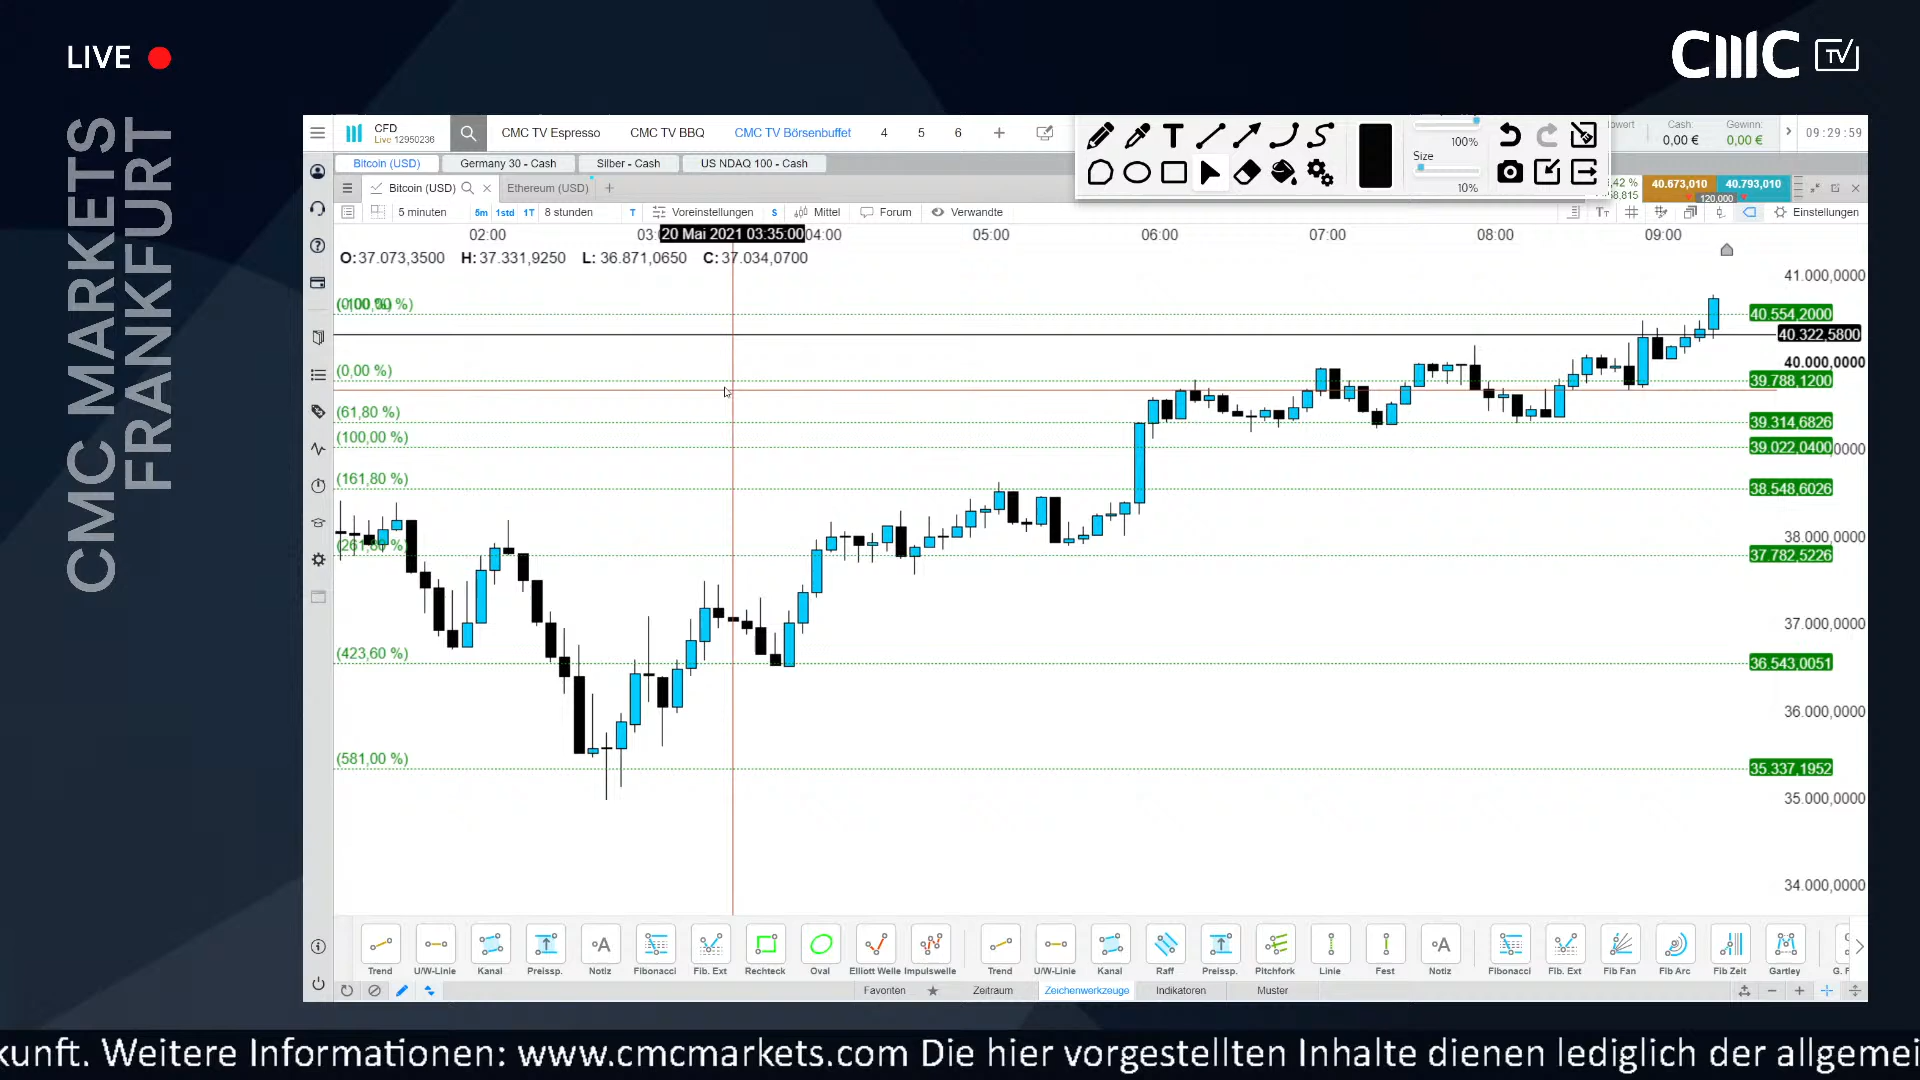 LIVE
CMC TV
CMC MARKETS
FRANKFURT
CFD
Live 12950236
CMC TV Espresso
CMC TV BBQ
CMC TV Börsenbuffet
4
5
6
100%
Size
10%
Cash:
0,00 €
Gewinn:
0,00 €
09:29:59
Bitcoin (USD)
Germany 30 - Cash
Silber - Cash
US NDAQ 100 - Cash
Bitcoin (USD)
Ethereum (USD)
40.673,010
40.793,010
120,000
5 minuten
5m
1std
1T
8 stunden
T
Voreinstellungen
S
Mittel
Forum
Verwandte
Einstellungen
02:00
20 Mai 2021 03:35:00
04:00
05:00
06:00
07:00
08:00
09:00
O:37.073,3500 H:37.331,9250 L: 36.871,0650 C:37.034,0700
41.000,0000
40.554,2000
40.322,5800
40.000,0000
(0,00 %)
39.788,1200
(61,80 %)
39.314,6826
(100,00 %)
39.022,0400
(161,80 %)
38.548,6026
38.000,0000
(261,80 %)
37.782,5226
37.000,0000
(423,60 %)
36.543,0051
36.000,0000
(581,00 %)
35.337,1952
35.000,0000
34.000,0000
Trend
U/W-Linie
Kanal
Preissp.
Notiz
Fibonacci
Fib. Ext
Rechteck
Oval
Elliott Welle
Impulswelle
Trend
U/W-Linie
Kanal
Raff
Preissp.
Pitchfork
Linie
Fest
Notiz
Fibonacci
Fib. Ext
Fib Fan
Fib Arc
Fib Zeit
Gartley
Favoriten
Zeitraum
Zeichenwerkzeuge
Indikatoren
Muster
kunft. Weitere Informationen: www.cmcmarkets.com Die hier vorgestellten Inhalte dienen lediglich der allgemei